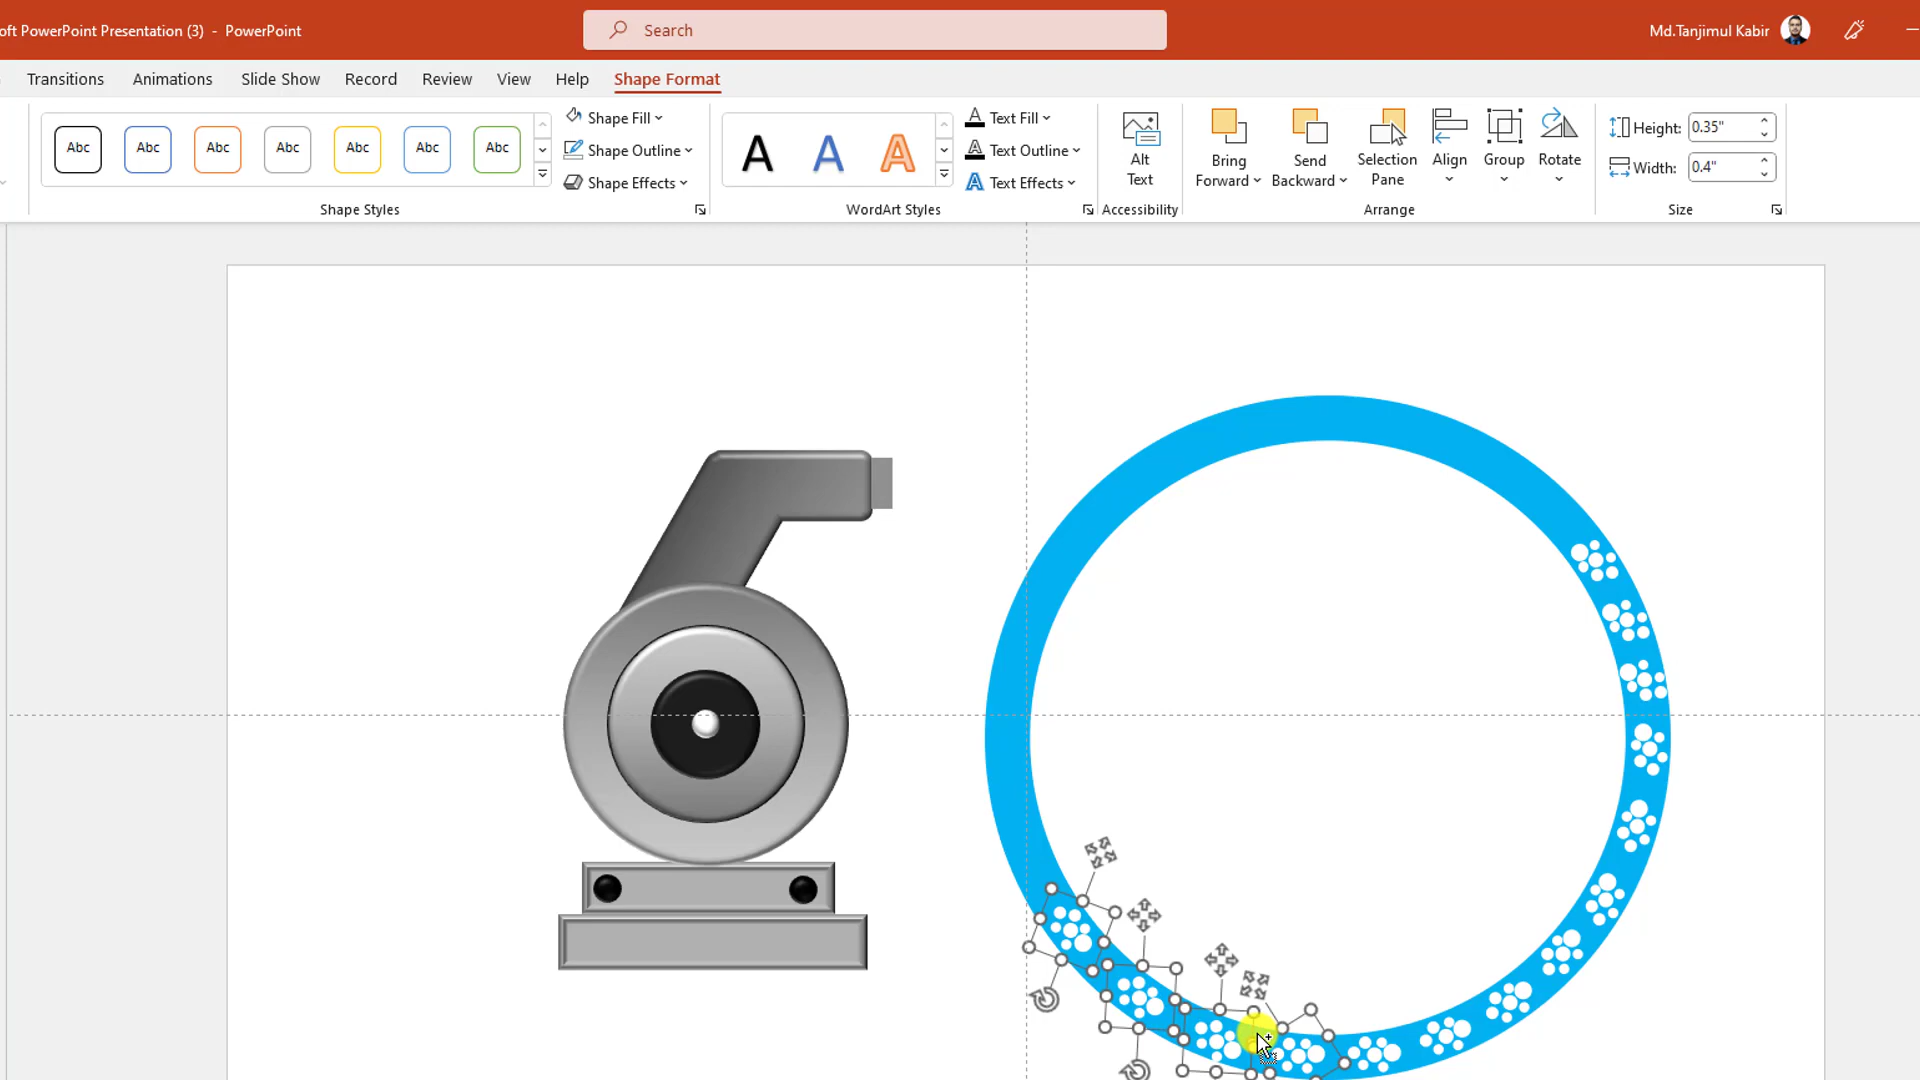 oft PowerPoint Presentation (3) - PowerPoint
Search
Md.Tanjimul Kabir
Transitions Animations Slide Show Record Review View Help Shape Format
Abc Abc Abc Abc Abc Abc Abc
Shape Fill
Shape Outline
Shape Effects
Shape Styles
A A A
Text Fill
Text Outline
Text Effects
WordArt Styles
Alt
Text
Accessibility
Bring
Forward
Send
Backward
Selection
Pane
Align
Group
Rotate
Arrange
Height: 0.35"
Width: 0.4"
Size